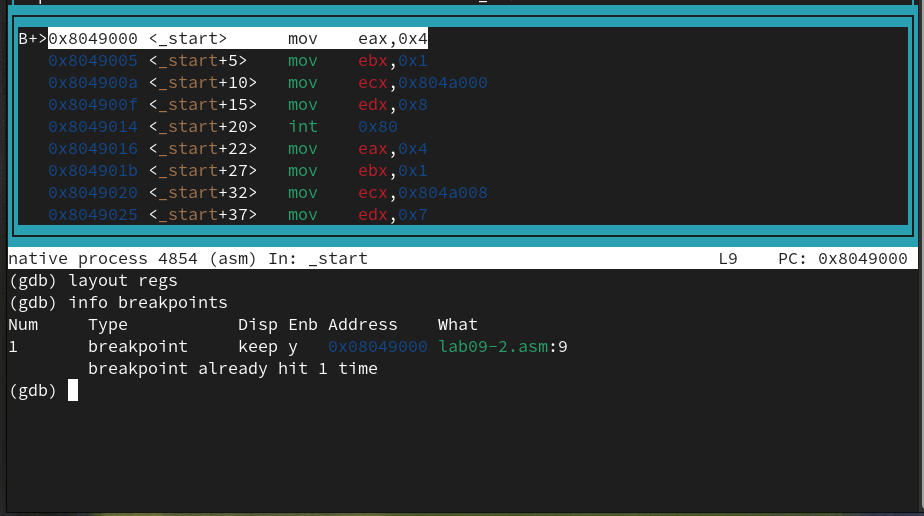 B+>0x8049000 <_start>      mov    eax,0x4
0x8049005 <_start+5>    mov    ebx,0x1
0x804900a <_start+10>   mov    ecx,0x804a000
0x804900f <_start+15>   mov    edx,0x8
0x8049014 <_start+20>   int    0x80
0x8049016 <_start+22>   mov    eax,0x4
0x804901b <_start+27>   mov    ebx,0x1
0x8049020 <_start+32>   mov    ecx,0x804a008
0x8049025 <_start+37>   mov    edx,0x7
native process 4854 (asm) In: _start                                   L9    PC: 0x8049000
(gdb) layout regs
(gdb) info breakpoints
Num     Type           Disp Enb Address    What
1       breakpoint     keep y   0x08049000 lab09-2.asm:9
        breakpoint already hit 1 time
(gdb)